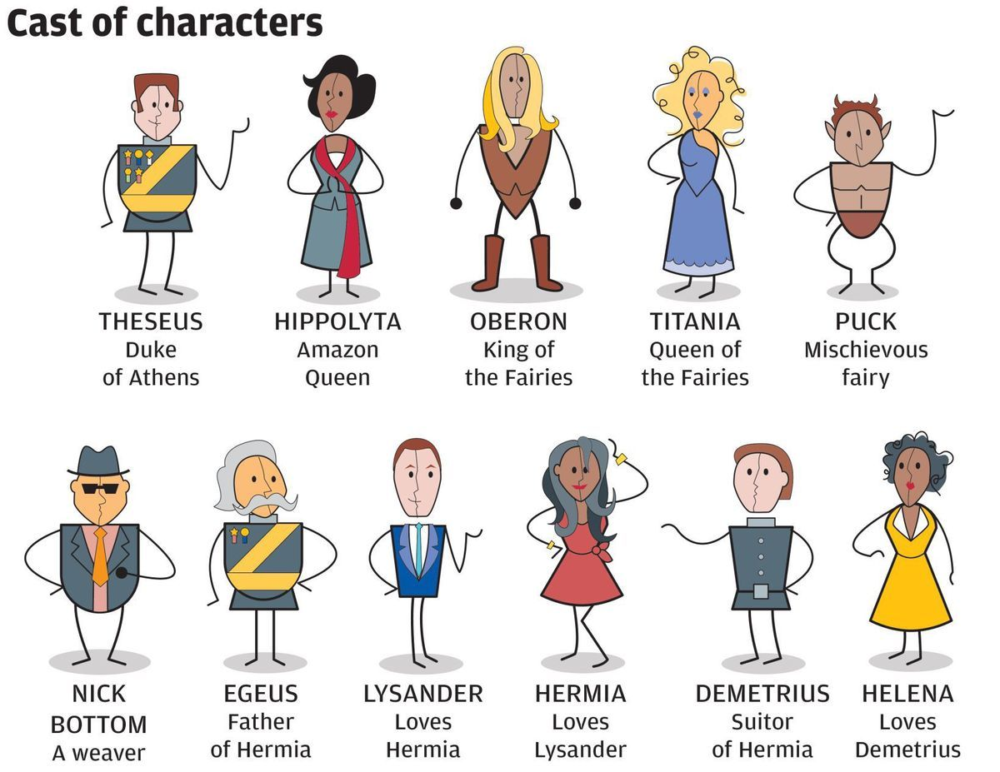 Cast of characters
THESEUS
Duke
of Athens
HIPPOLYTA
Amazon
Queen
OBERON
King of
the Fairies
TITANIA
Queen of
the Fairies
PUCK
Mischievous
fairy
NICK
BOTTOM
A weaver
EGEUS
Father
of Hermia
LYSANDER
Loves
Hermia
HERMIA
Loves
Lysander
DEMETRIUS
Suitor
of Hermia
HELENA
Loves
Demetrius